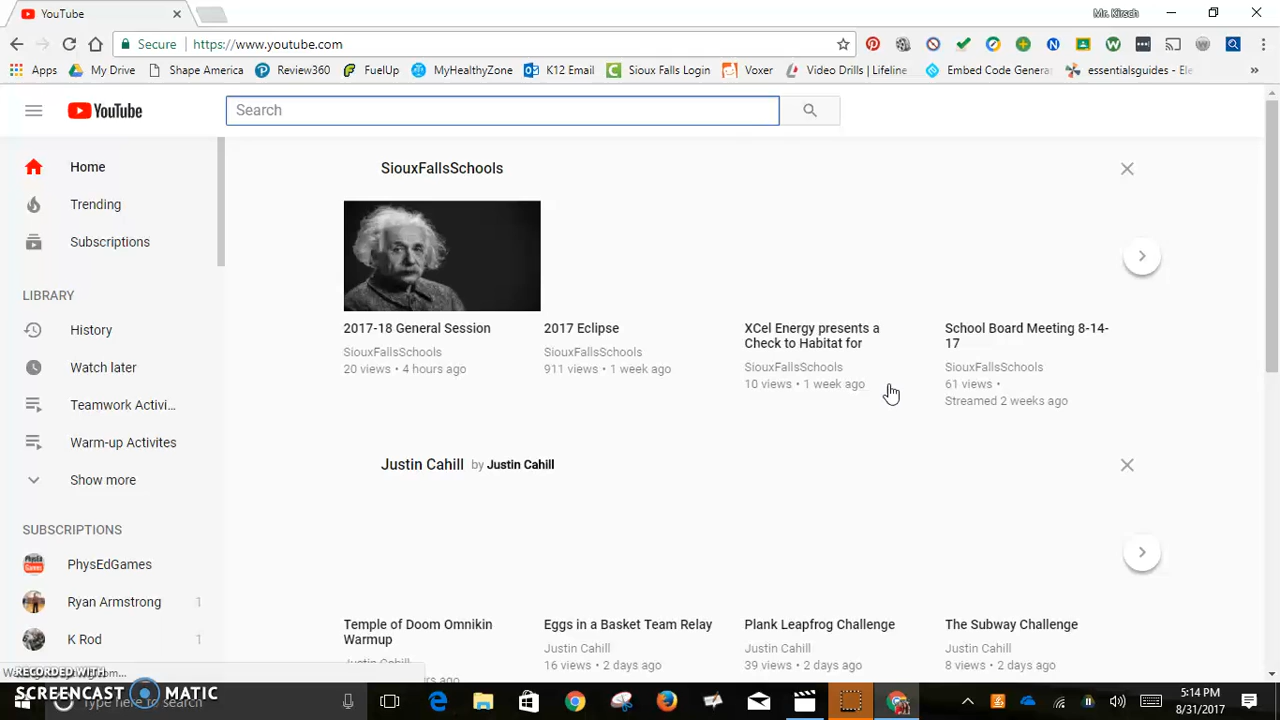 YouTube
Mr. Kirsch
Secure https://www.youtube.com
Apps My Drive Shape America Review360 FuelUp MyHealthyZone K12 Email Sioux Falls Login Voxer Video Drills | Lifeline Embed Code Genera essentialsguides - Ele
YouTube
Search
Home
Trending
Subscriptions
LIBRARY
History
Watch later
Teamwork Activi...
Warm-up Activites
Show more
SUBSCRIPTIONS
PhysEdGames
Ryan Armstrong 1
K Rod 1
SiouxFallsSchools
2017-18 General Session
SiouxFallsSchools
20 views • 4 hours ago
2017 Eclipse
SiouxFallsSchools
911 views • 1 week ago
XCel Energy presents a
Check to Habitat for
SiouxFallsSchools
10 views • 1 week ago
School Board Meeting 8-14-
17
SiouxFallsSchools
61 views •
Streamed 2 weeks ago
Justin Cahill by Justin Cahill
Temple of Doom Omnikin
Warmup
Justin Cahill
Eggs in a Basket Team Relay
Justin Cahill
16 views • 2 days ago
Plank Leapfrog Challenge
Justin Cahill
39 views • 2 days ago
The Subway Challenge
Justin Cahill
8 views • 2 days ago
RECORDED WITH
SCREENCAST MATIC
5:14 PM
8/31/2017